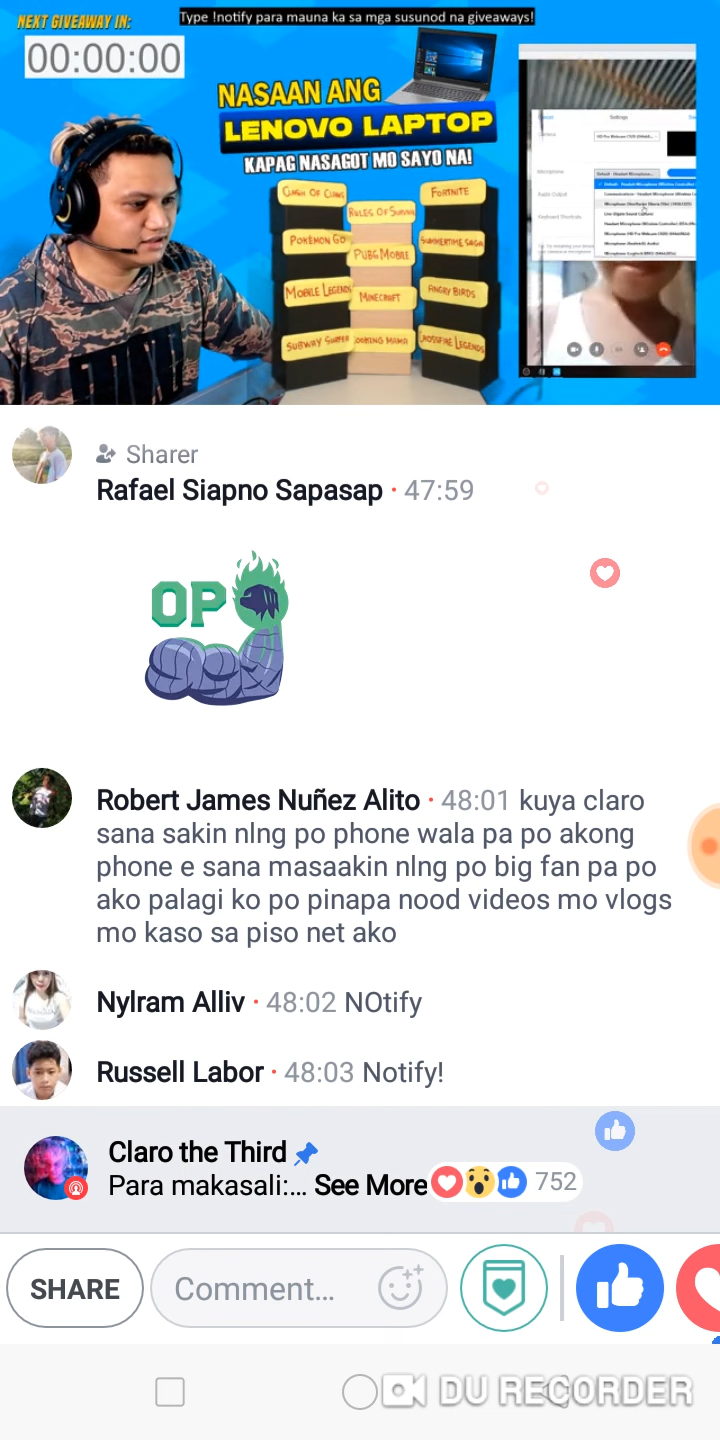 NEXT GIVEAWAY IN:
Type !notify para mauna ka sa mga susunod na giveaways!
00:00:00
NASAAN ANG
LENOVO LAPTOP
KAPAG NASAGOT MO SAYO NA!
CLASH OF CLANS
FORTNITE
RULES OF SURVIVAL
POKEMON GO
SUMMERTIME SAGA
PUBG MOBILE
MOBILE LEGENDS
MINECRAFT
ANGRY BIRDS
SUBWAY SURFER
COOKING MAMA
CROSSFIRE LEGENDS
Settings
Camera
Microphone
Keyboard Shortcuts
Sharer
Rafael Siapno Sapasap · 47:59
OP
Robert James Nuñez Alito · 48:01 kuya claro
sana sakin nlng po phone wala pa po akong
phone e sana masaakin nlng po big fan pa po
ako palagi ko po pinapa nood videos mo vlogs
mo kaso sa piso net ako
Nylram Alliv · 48:02 NOtify
Russell Labor · 48:03 Notify!
Claro the Third
Para makasali:... See More 752
SHARE
Comment...
DU RECORDER